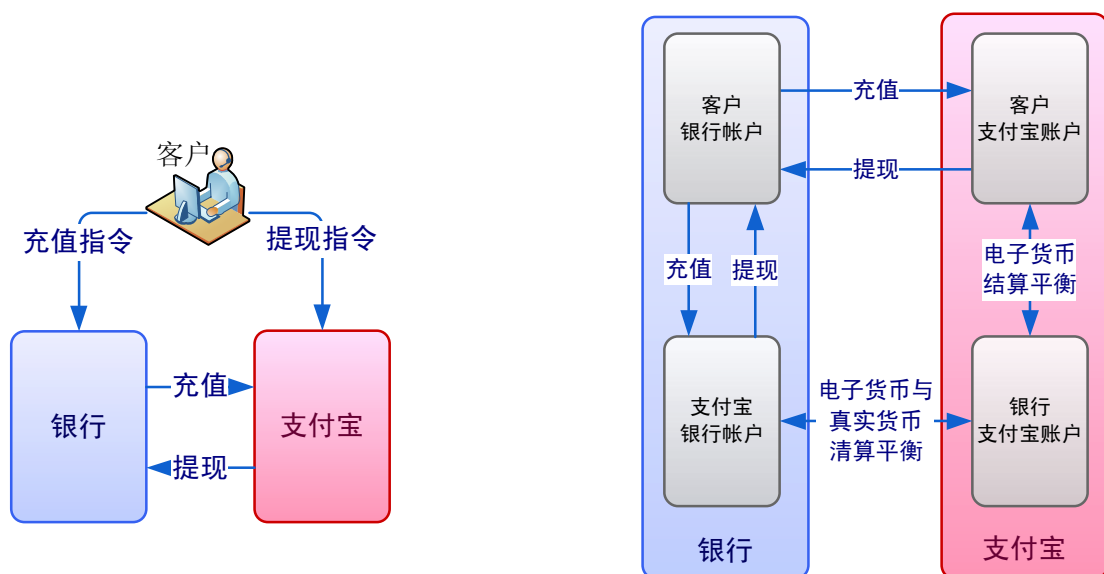 客户
充值指令
提现指令
银行
充值
提现
支付宝
客户
银行帐户
充值
提现
客户
支付宝账户
充值
提现
电子货币
结算平衡
支付宝
银行帐户
电子货币与
真实货币
清算平衡
银行
支付宝账户
银行
支付宝